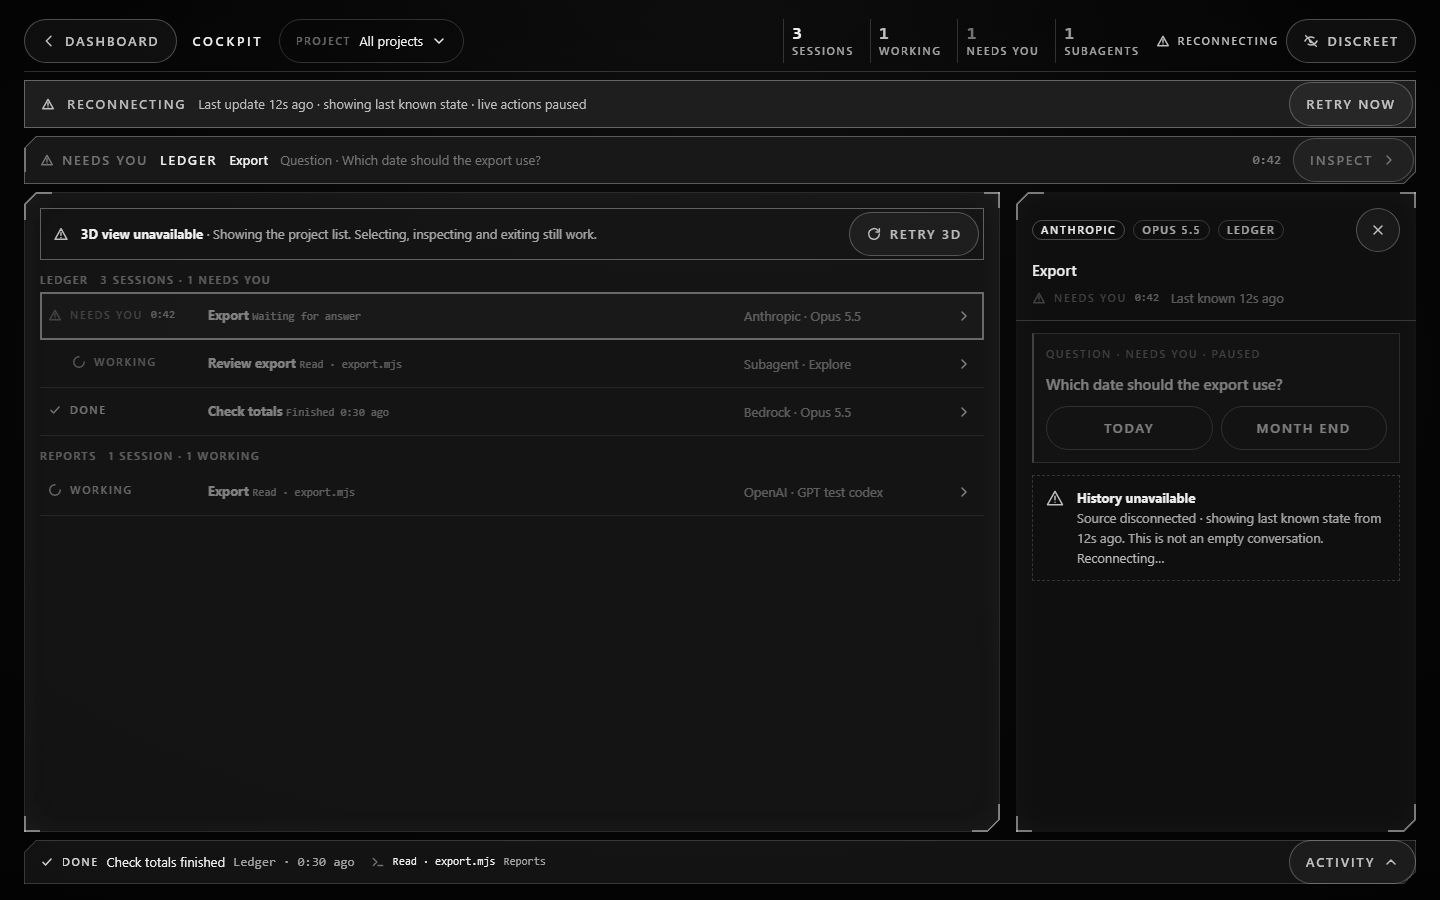 DASHBOARD COCKPIT PROJECT All projects 3 SESSIONS 1 WORKING 1 NEEDS YOU 1 SUBAGENTS RECONNECTING DISCREET
RECONNECTING Last update 12s ago · showing last known state · live actions paused RETRY NOW
NEEDS YOU LEDGER Export Question · Which date should the export use? 0:42 INSPECT
3D view unavailable · Showing the project list. Selecting, inspecting and exiting still work. RETRY 3D
LEDGER 3 SESSIONS · 1 NEEDS YOU
NEEDS YOU 0:42 Export Waiting for answer Anthropic · Opus 5.5
WORKING Review export Read · export.mjs Subagent · Explore
DONE Check totals Finished 0:30 ago Bedrock · Opus 5.5
REPORTS 1 SESSION · 1 WORKING
WORKING Export Read · export.mjs OpenAI · GPT test codex
ANTHROPIC OPUS 5.5 LEDGER
Export
NEEDS YOU 0:42 Last known 12s ago
QUESTION · NEEDS YOU · PAUSED
Which date should the export use?
TODAY MONTH END
History unavailable
Source disconnected · showing last known state from
12s ago. This is not an empty conversation.
Reconnecting...
DONE Check totals finished Ledger · 0:30 ago Read · export.mjs Reports ACTIVITY